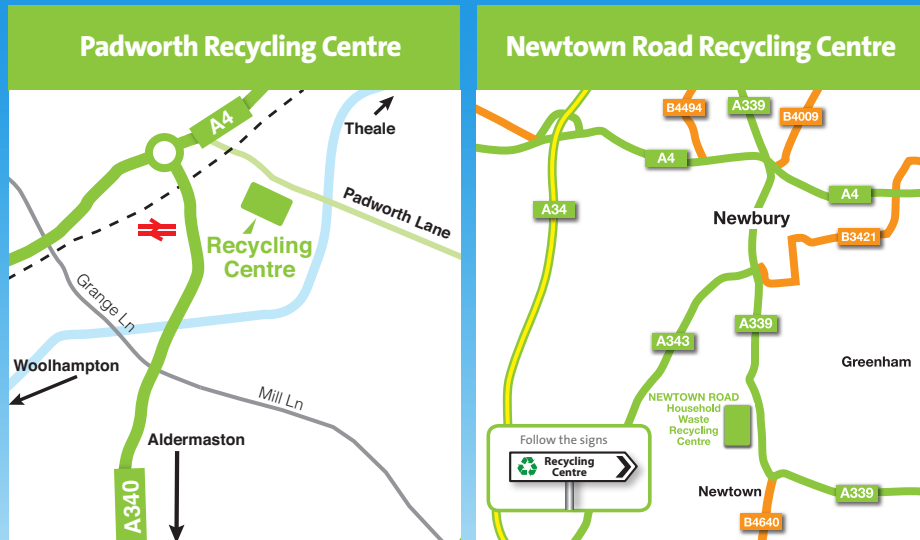 Padworth Recycling Centre
A4
Theale
Padworth Lane
Recycling
Centre
Grange Ln
Woolhampton
Mill Ln
Aldermaston
A340
Newtown Road Recycling Centre
B4494
A339
B4009
A4
A4
A34
Newbury
B3421
A339
A343
Greenham
NEWTOWN ROAD
Household
Waste
Recycling
Centre
Follow the signs
Recycling
Centre
Newtown
A339
B4640